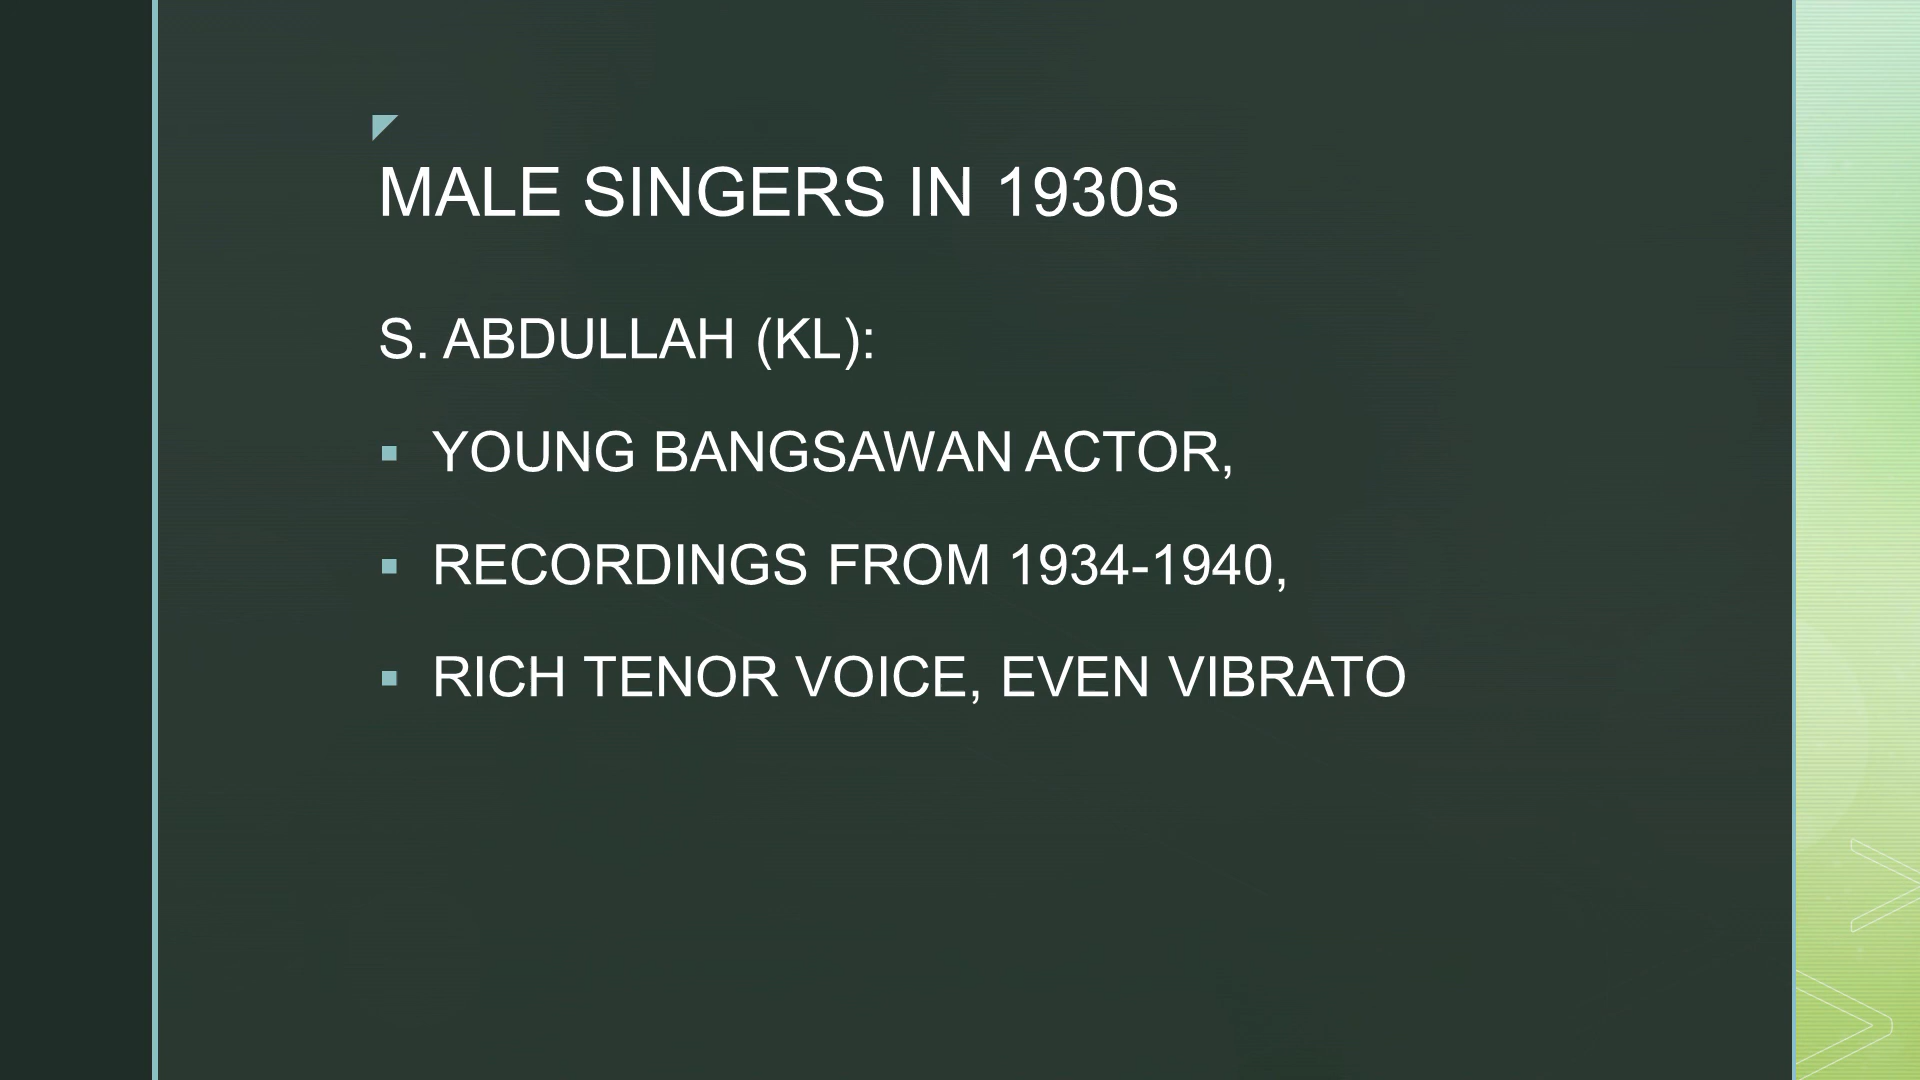 MALE SINGERS IN 1930s
S. ABDULLAH (KL):
▪ YOUNG BANGSAWAN ACTOR,
▪ RECORDINGS FROM 1934-1940,
▪ RICH TENOR VOICE, EVEN VIBRATO